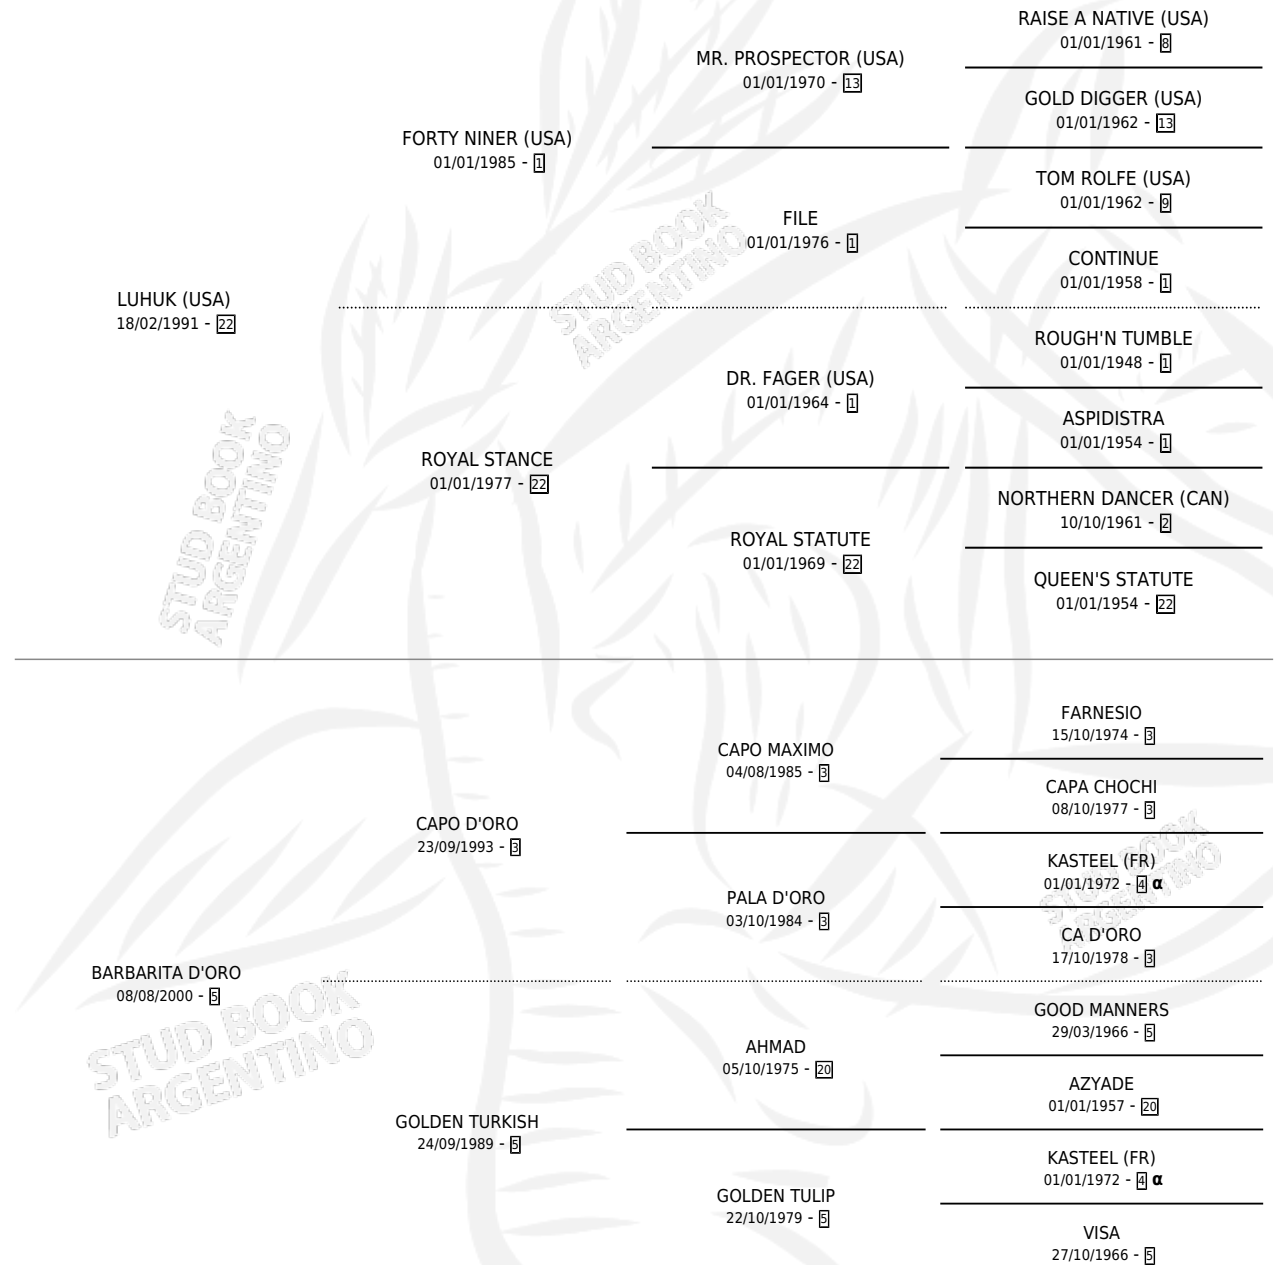 RAISE A NATIVE (USA)
01/01/1961 - 8
MR. PROSPECTOR (USA)
01/01/1970 - 13
GOLD DIGGER (USA)
01/01/1962 - 13
FORTY NINER (USA)
01/01/1985 - 1
TOM ROLFE (USA)
01/01/1962 - 9
FILE
01/01/1976 - 1
CONTINUE
01/01/1958 - 1
LUHUK (USA)
18/02/1991 - 22
ROUGH'N TUMBLE
01/01/1948 - 1
DR. FAGER (USA)
01/01/1964 - 1
ASPIDISTRA
01/01/1954 - 1
ROYAL STANCE
01/01/1977 - 22
NORTHERN DANCER (CAN)
10/10/1961 - 2
ROYAL STATUTE
01/01/1969 - 22
QUEEN'S STATUTE
01/01/1954 - 22
FARNESIO
15/10/1974 - 3
CAPO MAXIMO
04/08/1985 - 3
CAPA CHOCHI
08/10/1977 - 3
CAPO D'ORO
23/09/1993 - 3
KASTEEL (FR)
01/01/1972 - 4 α
PALA D'ORO
03/10/1984 - 3
CA D'ORO
17/10/1978 - 3
BARBARITA D'ORO
08/08/2000 - 5
GOOD MANNERS
29/03/1966 - 5
AHMAD
05/10/1975 - 20
AZYADE
01/01/1957 - 20
GOLDEN TURKISH
24/09/1989 - 5
KASTEEL (FR)
01/01/1972 - 4 α
GOLDEN TULIP
22/10/1979 - 5
VISA
27/10/1966 - 5
STUD BOOK
ARGENTINO
STUD BOOK
ARGENTINO
STUD BOOK
ARGENTINO
STUD BOOK
ARGENTINO